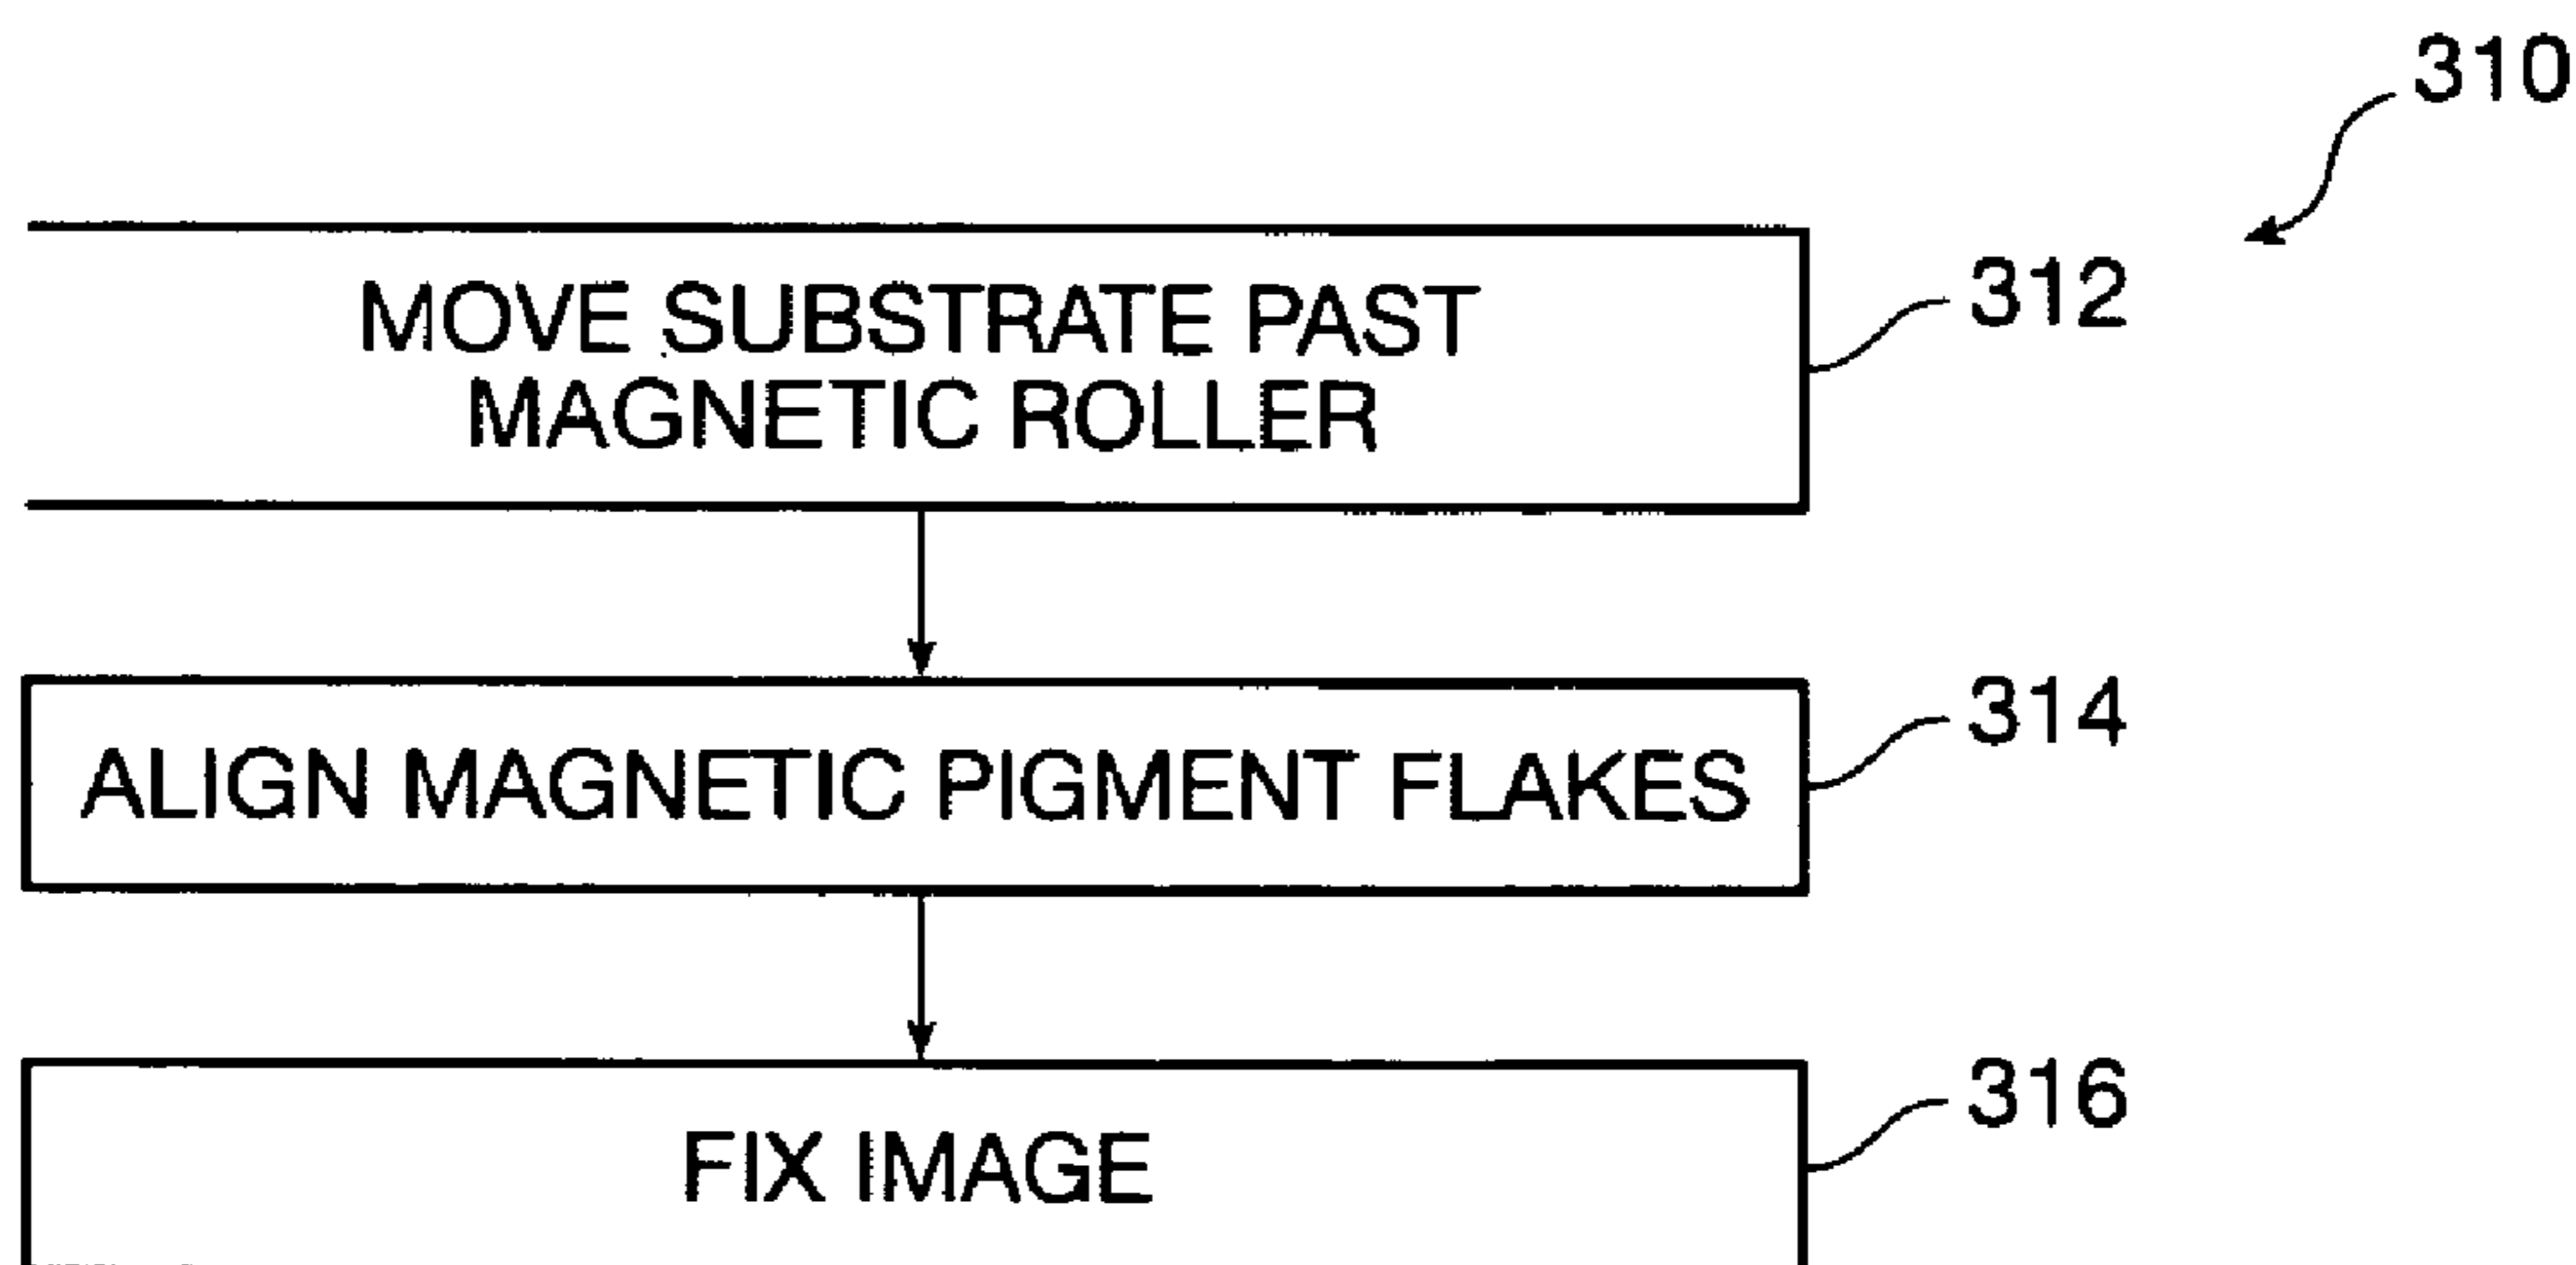 310
MOVE SUBSTRATE PAST
MAGNETIC ROLLER
312
ALIGN MAGNETIC PIGMENT FLAKES
314
FIX IMAGE
316